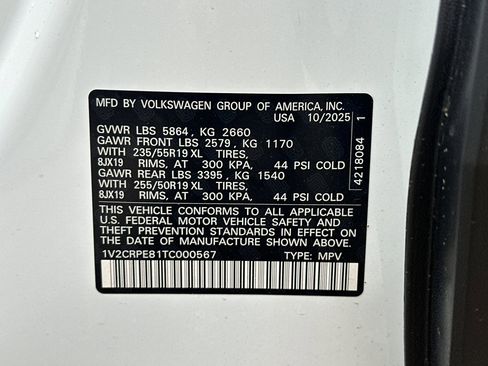 MFD BY VOLKSWAGEN GROUP OF AMERICA, INC.
USA 10/2025
GVWR LBS 5864, KG 2660
GAWR FRONT LBS 2579, KG 1170
WITH 235/55R19 XL TIRES,
8JX19 RIMS, AT 300 KPA, 44 PSI COLD
GAWR REAR LBS 3395, KG 1540
WITH 255/50R19 XL TIRES,
8JX19 RIMS, AT 300 KPA, 44 PSI COLD
THIS VEHICLE CONFORMS TO ALL APPLICABLE
U.S. FEDERAL MOTOR VEHICLE SAFETY AND
THEFT PREVENTION STANDARDS IN EFFECT ON THE
DATE OF MANUFACTURE SHOWN ABOVE.
1V2CRPE81TC000567 TYPE: MPV
4218084 1